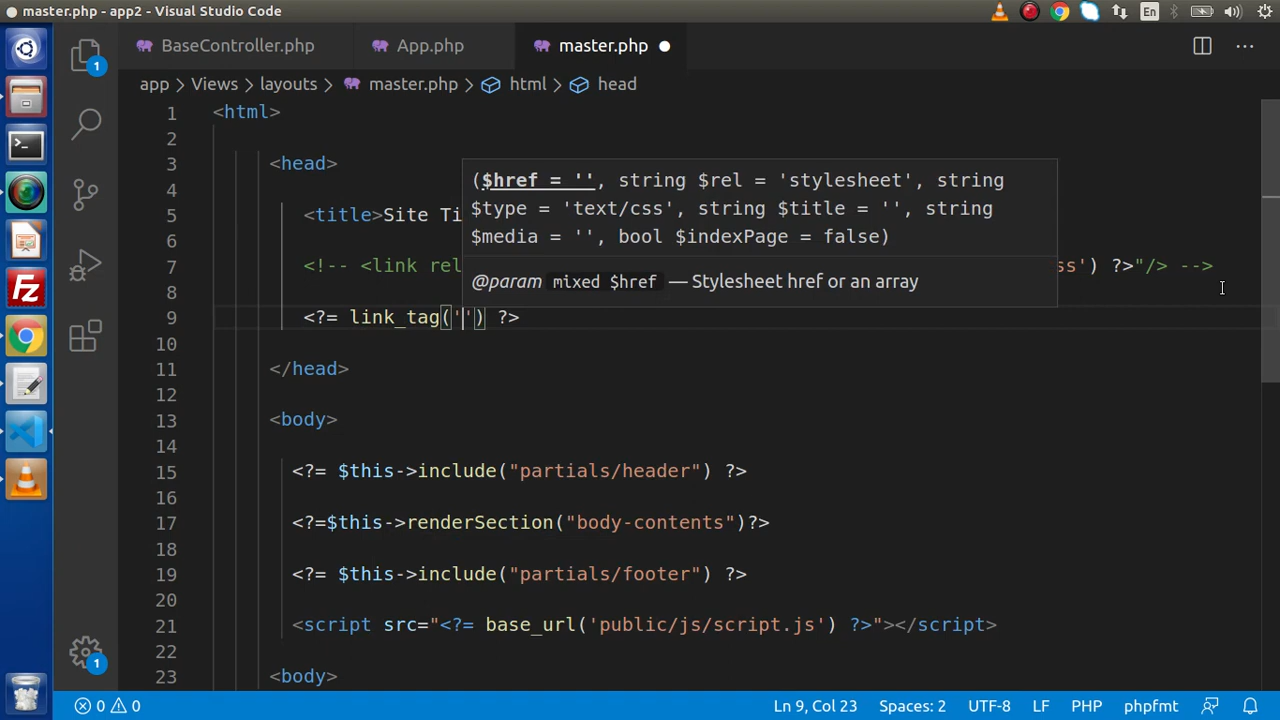 master.php - app2 - Visual Studio Code
En
BaseController.php
App.php
master.php
1
app > Views > layouts > master.php > html > head
1 <html>
2
3 <head>
($href = '', string $rel = 'stylesheet', string
4
$type = 'text/css', string $title = '', string
5 <title>Site Ti
$media = '', bool $indexPage = false)
6
7 <!-- <link rel ss') ?>"/> -->
@param mixed $href — Stylesheet href or an array
8
9 <?= link_tag('') ?>
10
11 </head>
12
13 <body>
14
15 <?= $this->include("partials/header") ?>
16
17 <?=$this->renderSection("body-contents")?>
18
19 <?= $this->include("partials/footer") ?>
20
21 <script src="<?= base_url('public/js/script.js') ?>"></script>
22
23 <body>
1
0 0 Ln 9, Col 23 Spaces: 2 UTF-8 LF PHP phpfmt